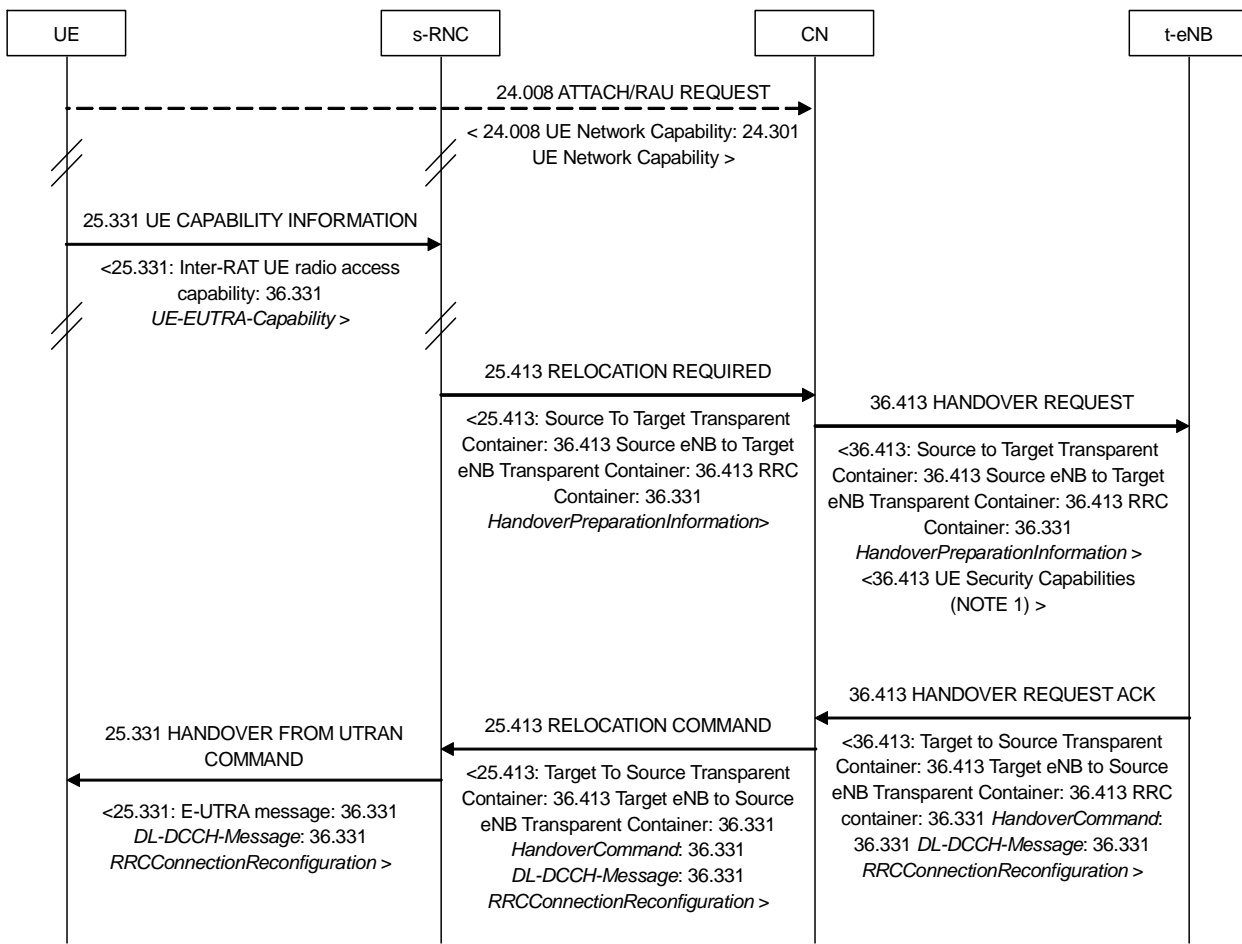 UE
s-RNC
CN
t-eNB
24.008 ATTACH/RAU REQUEST
< 24.008 UE Network Capability: 24.301
UE Network Capability >
25.331 UE CAPABILITY INFORMATION
<25.331: Inter-RAT UE radio access
capability: 36.331
UE-EUTRA-Capability >
25.413 RELOCATION REQUIRED
<25.413: Source To Target Transparent
Container: 36.413 Source eNB to Target
eNB Transparent Container: 36.413 RRC
Container: 36.331
HandoverPreparationInformation>
36.413 HANDOVER REQUEST
<36.413: Source to Target Transparent
Container: 36.413 Source eNB to Target
eNB Transparent Container: 36.413 RRC
Container: 36.331
HandoverPreparationInformation >
<36.413 UE Security Capabilities
(NOTE 1) >
36.413 HANDOVER REQUEST ACK
<36.413: Target to Source Transparent
Container: 36.413 Target eNB to Source
eNB Transparent Container: 36.413 RRC
container: 36.331 HandoverCommand:
36.331 DL-DCCH-Message: 36.331
RRCConnectionReconfiguration >
25.413 RELOCATION COMMAND
<25.413: Target To Source Transparent
Container: 36.413 Target eNB to Source
eNB Transparent Container: 36.331
HandoverCommand: 36.331
DL-DCCH-Message: 36.331
RRCConnectionReconfiguration >
25.331 HANDOVER FROM UTRAN
COMMAND
<25.331: E-UTRA message: 36.331
DL-DCCH-Message: 36.331
RRCConnectionReconfiguration >